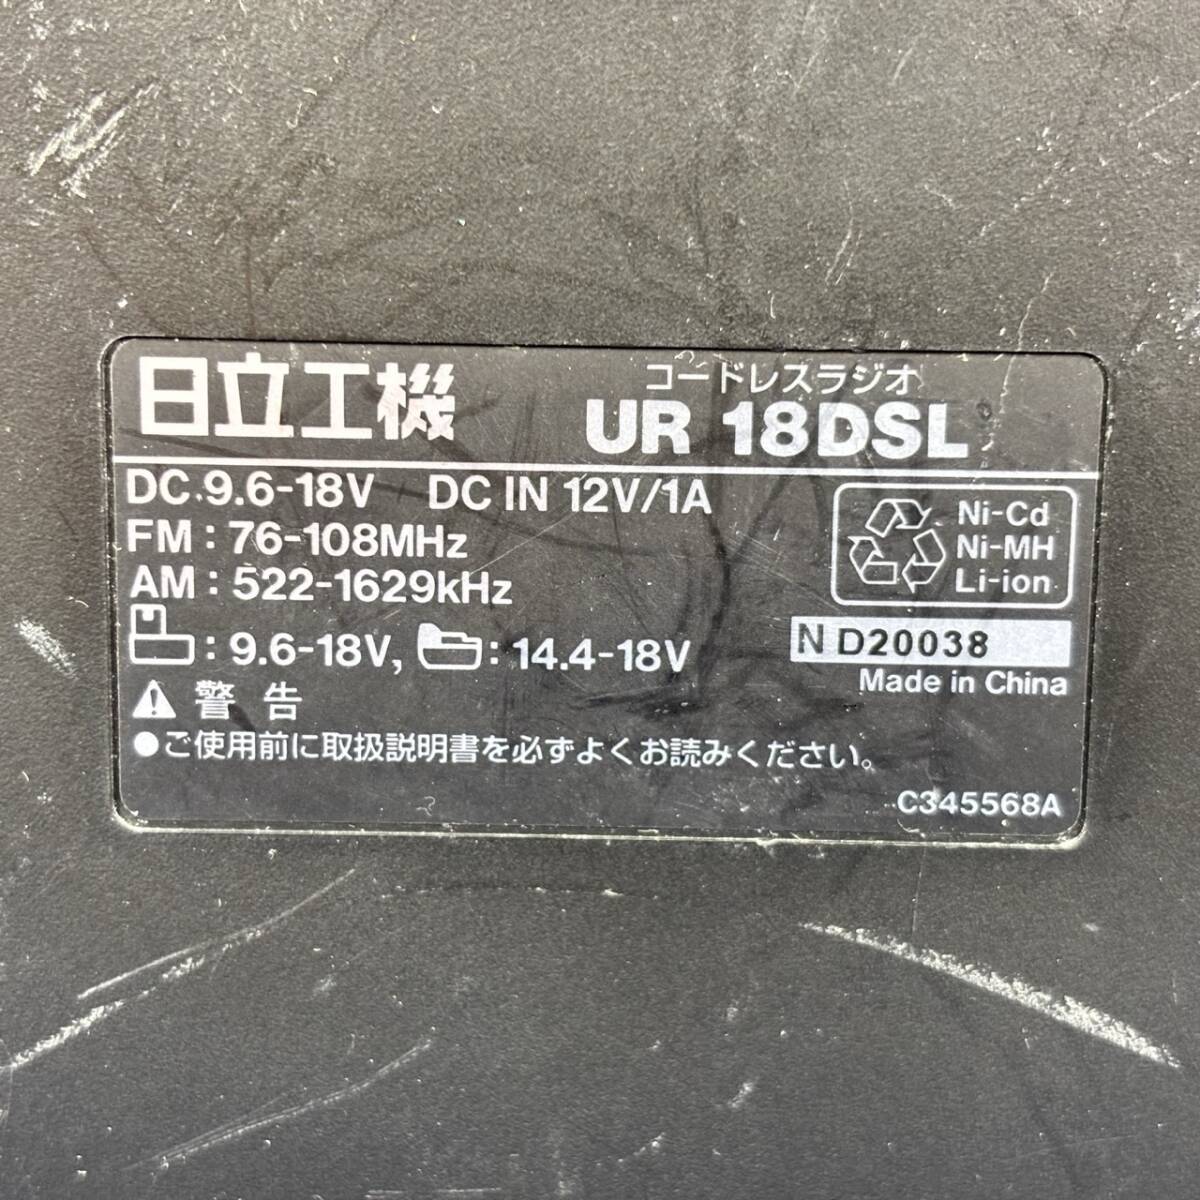 日立工機
コードレスラジオ
UR 18DSL
DC 9.6-18V DC IN 12V/1A
FM : 76-108MHz
AM : 522-1629kHz
: 9.6-18V, : 14.4-18V
Ni-Cd
Ni-MH
Li-ion
N D20038
Made in China
警告
●ご使用前に取扱説明書を必ずよくお読みください。
C345568A